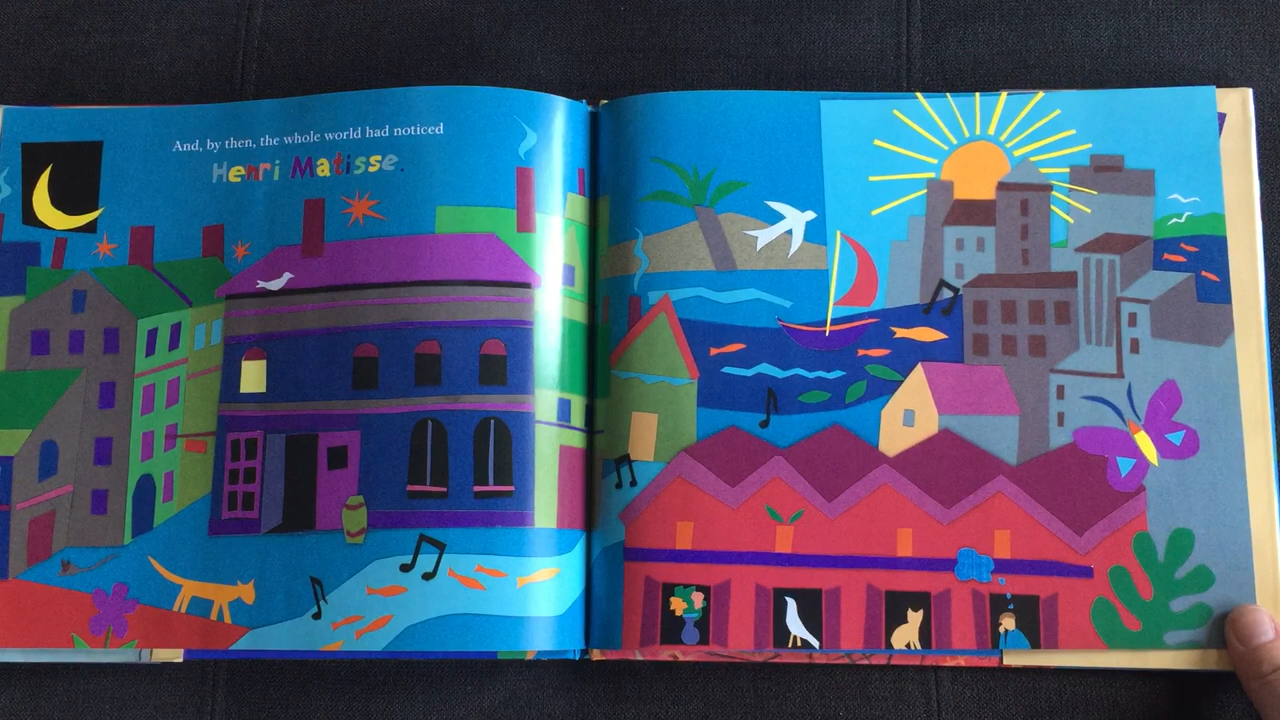 And, by then, the whole world had noticed
Henri Matisse.